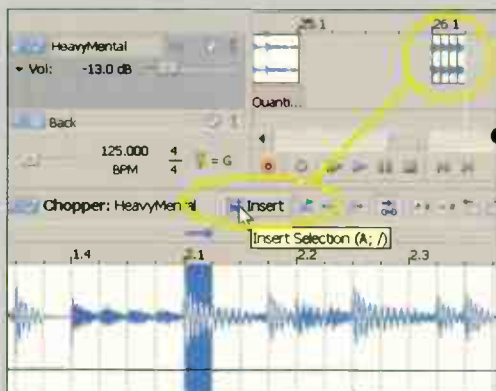 25.1 26.1
HeavyMental
Vol: -13.0 dB
Quanti...
Back
125.000 4
BPM 4 = G
Chopper: HeavyMental Insert
Insert Selection (A; /)
1.4 2.1 2.2 2.3